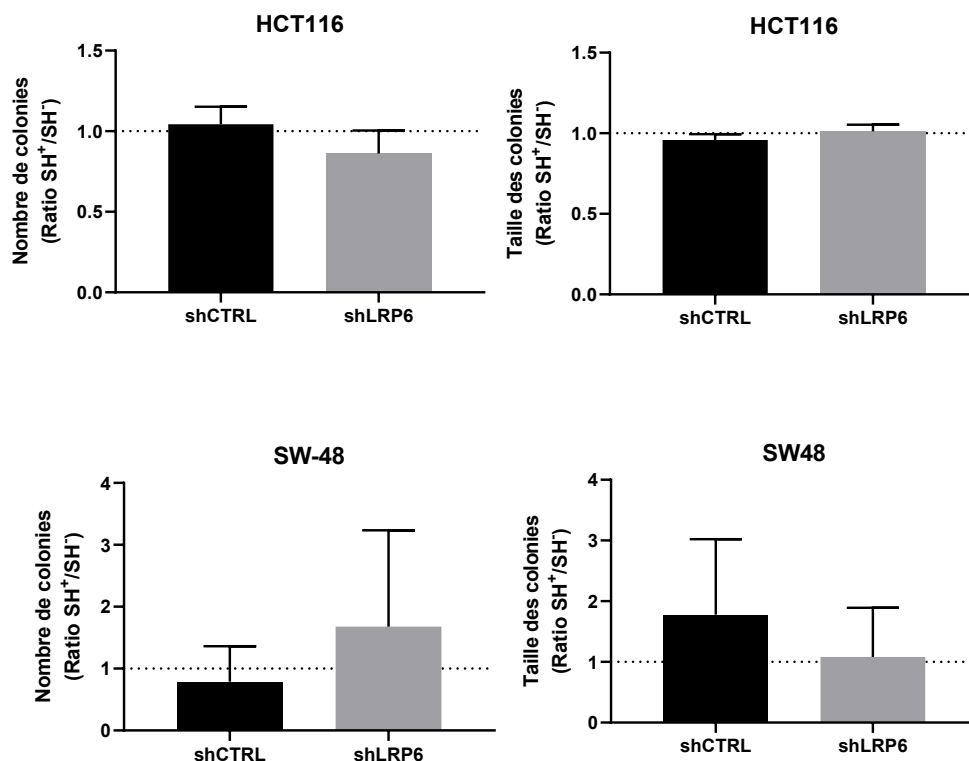 HCT116
Nombre de colonies
(Ratio SH⁺/SH⁻)
1.5
1.0
0.5
0.0
shCTRL shLRP6
HCT116
Taille des colonies
(Ratio SH⁺/SH⁻)
1.5
1.0
0.5
0.0
shCTRL shLRP6
SW-48
Nombre de colonies
(Ratio SH⁺/SH⁻)
4
3
2
1
0
shCTRL shLRP6
SW48
Taille des colonies
(Ratio SH⁺/SH⁻)
4
3
2
1
0
shCTRL shLRP6